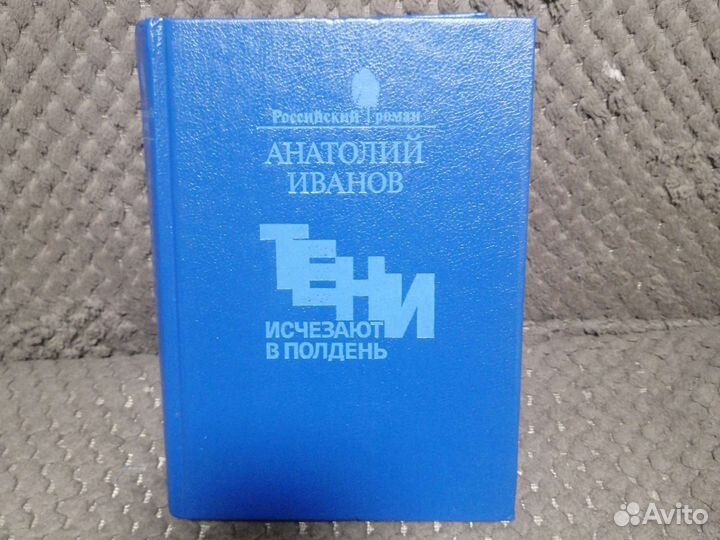 Российский роман
АНАТОЛИЙ
ИВАНОВ
ТЕНИ
ИСЧЕЗАЮТ
В ПОЛДЕНЬ
Avito